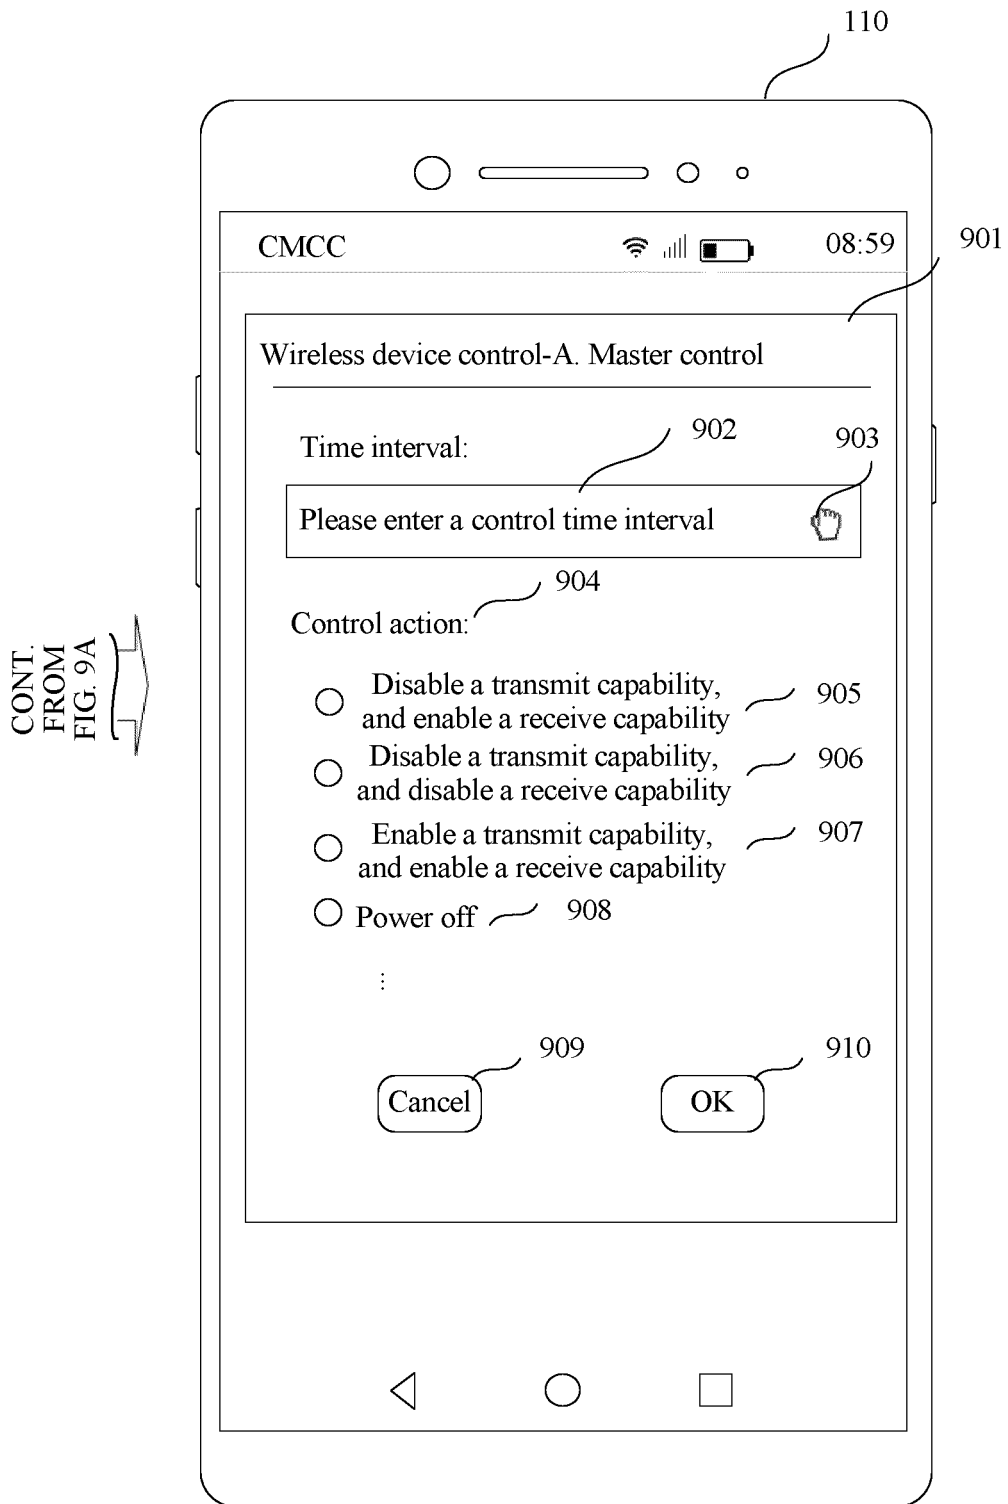 110
CMCC 08:59
901
Wireless device control-A. Master control
Time interval:
902
903
Please enter a control time interval
904
Control action:
CONT.
FROM
FIG. 9A
Disable a transmit capability,
and enable a receive capability
905
Disable a transmit capability,
and disable a receive capability
906
Enable a transmit capability,
and enable a receive capability
907
Power off
908
909
910
Cancel
OK